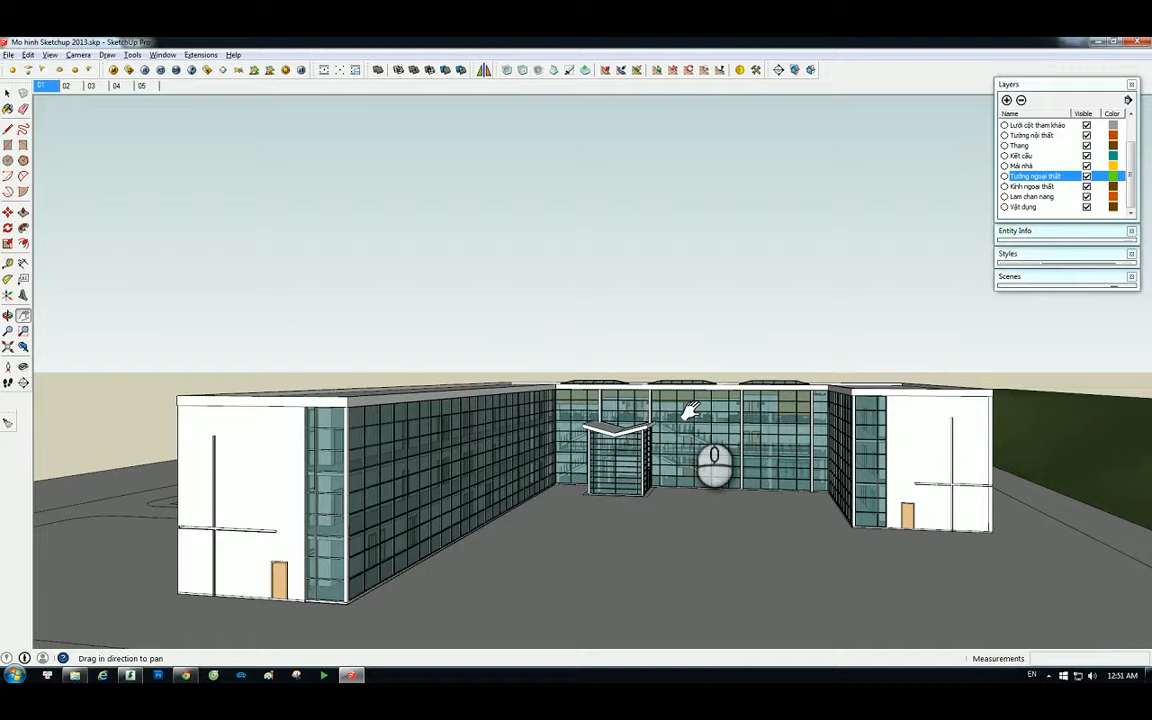 Mo hinh Sketchup 2013.skp - SketchUp Pro
File Edit View Camera Draw Tools Window Extensions Help
01 02 03 04 05
Layers
Name Visible Color
Lưới cột tham khảo
Tường nội thất
Thang
Kết cấu
Mái nhà
Tường ngoại thất
Kính ngoại thất
Lam chan nang
Vật dụng
Entity Info
Styles
Scenes
Drag in direction to pan
Measurements
EN
12:51 AM